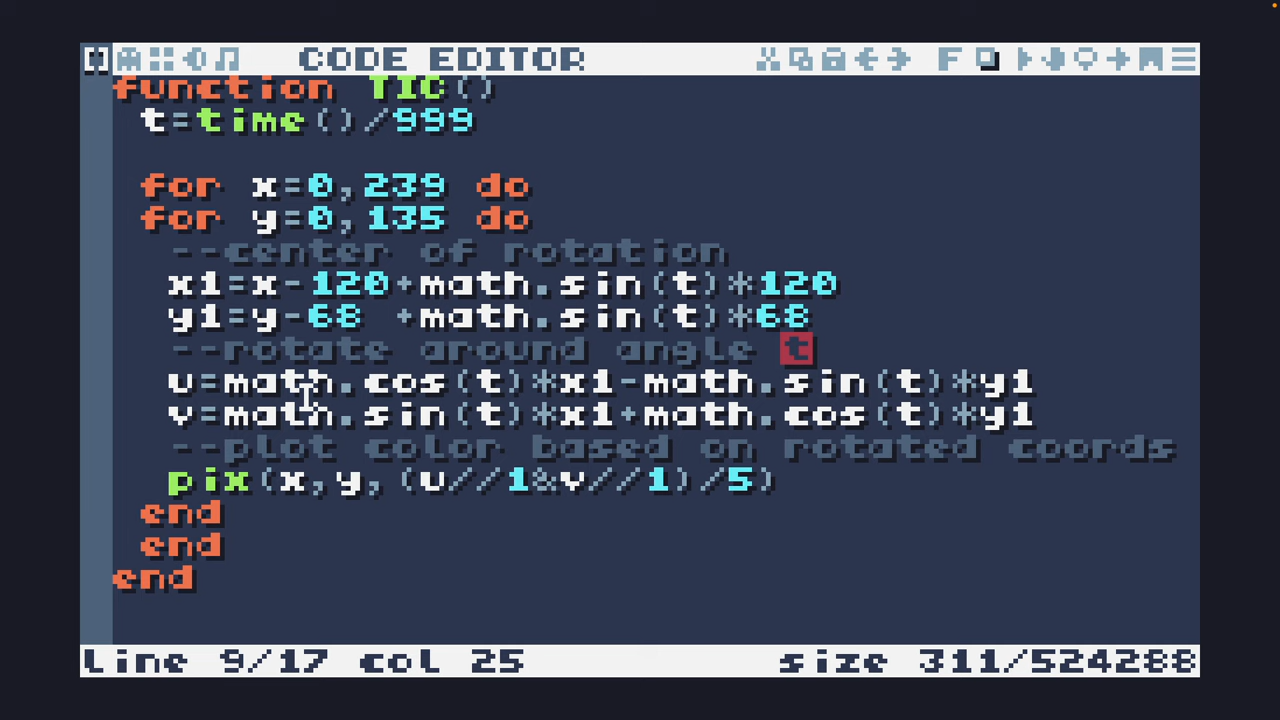 CODE EDITOR F
function TIC()
t=time()/999
for x=0,239 do
for y=0,135 do
--center of rotation
x1=x-120+math.sin(t)*120
y1=y-68 +math.sin(t)*68
--rotate around angle t
u=math.cos(t)*x1-math.sin(t)*y1
v=math.sin(t)*x1+math.cos(t)*y1
--plot color based on rotated coords
pix(x,y,(u//1&v//1)/5)
end
end
end
line 9/17 col 25 size 311/524288